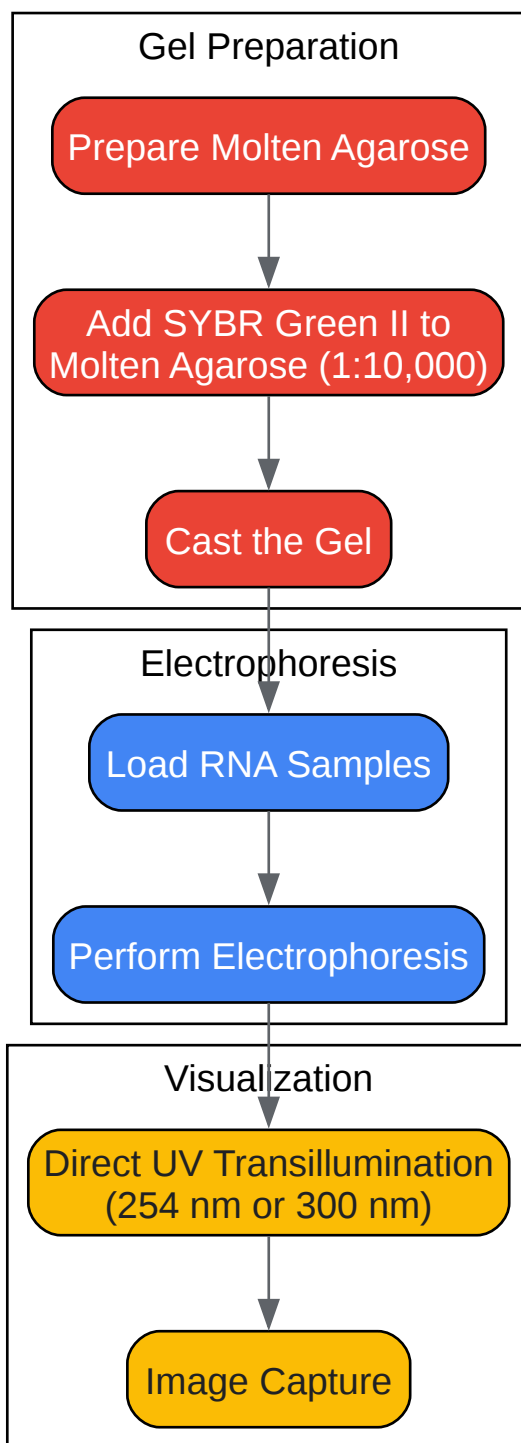 Gel Preparation
Prepare Molten Agarose
Add SYBR Green II to
Molten Agarose (1:10,000)
Cast the Gel
Electrophoresis
Load RNA Samples
Perform Electrophoresis
Visualization
Direct UV Transillumination
(254 nm or 300 nm)
Image Capture